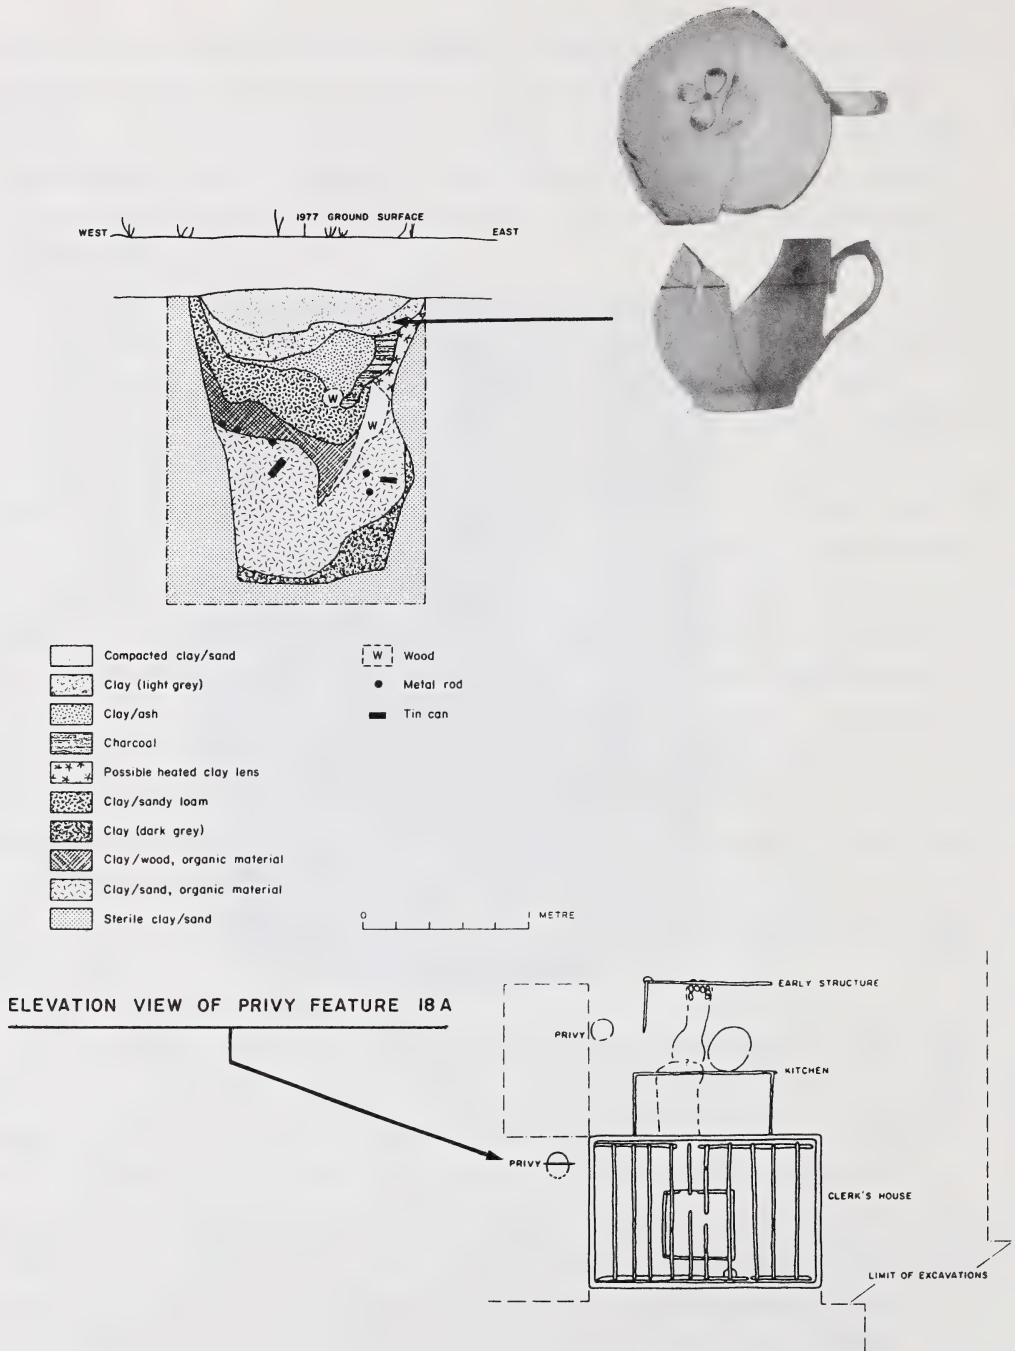 1977 GROUND SURFACE
WEST
EAST
W
W
Compacted clay/sand
Clay (light grey)
Clay/ash
Charcoal
Possible heated clay lens
Clay/sandy loam
Clay (dark grey)
Clay/wood, organic material
Clay/sand, organic material
Sterile clay/sand
W Wood
Metal rod
Tin can
0 1 METRE
ELEVATION VIEW OF PRIVY FEATURE 18A
EARLY STRUCTURE
PRIVY
?
KITCHEN
PRIVY
CLERK'S HOUSE
LIMIT OF EXCAVATIONS